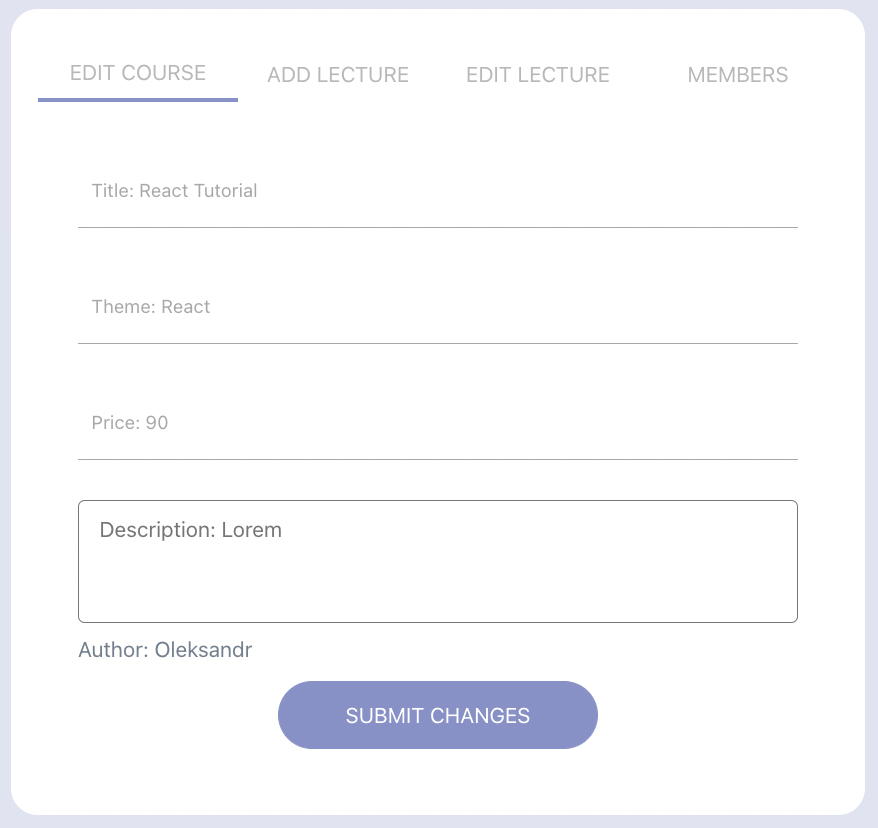 EDIT COURSE ADD LECTURE EDIT LECTURE MEMBERS
Title: React Tutorial
Theme: React
Price: 90
Description: Lorem
Author: Oleksandr
SUBMIT CHANGES